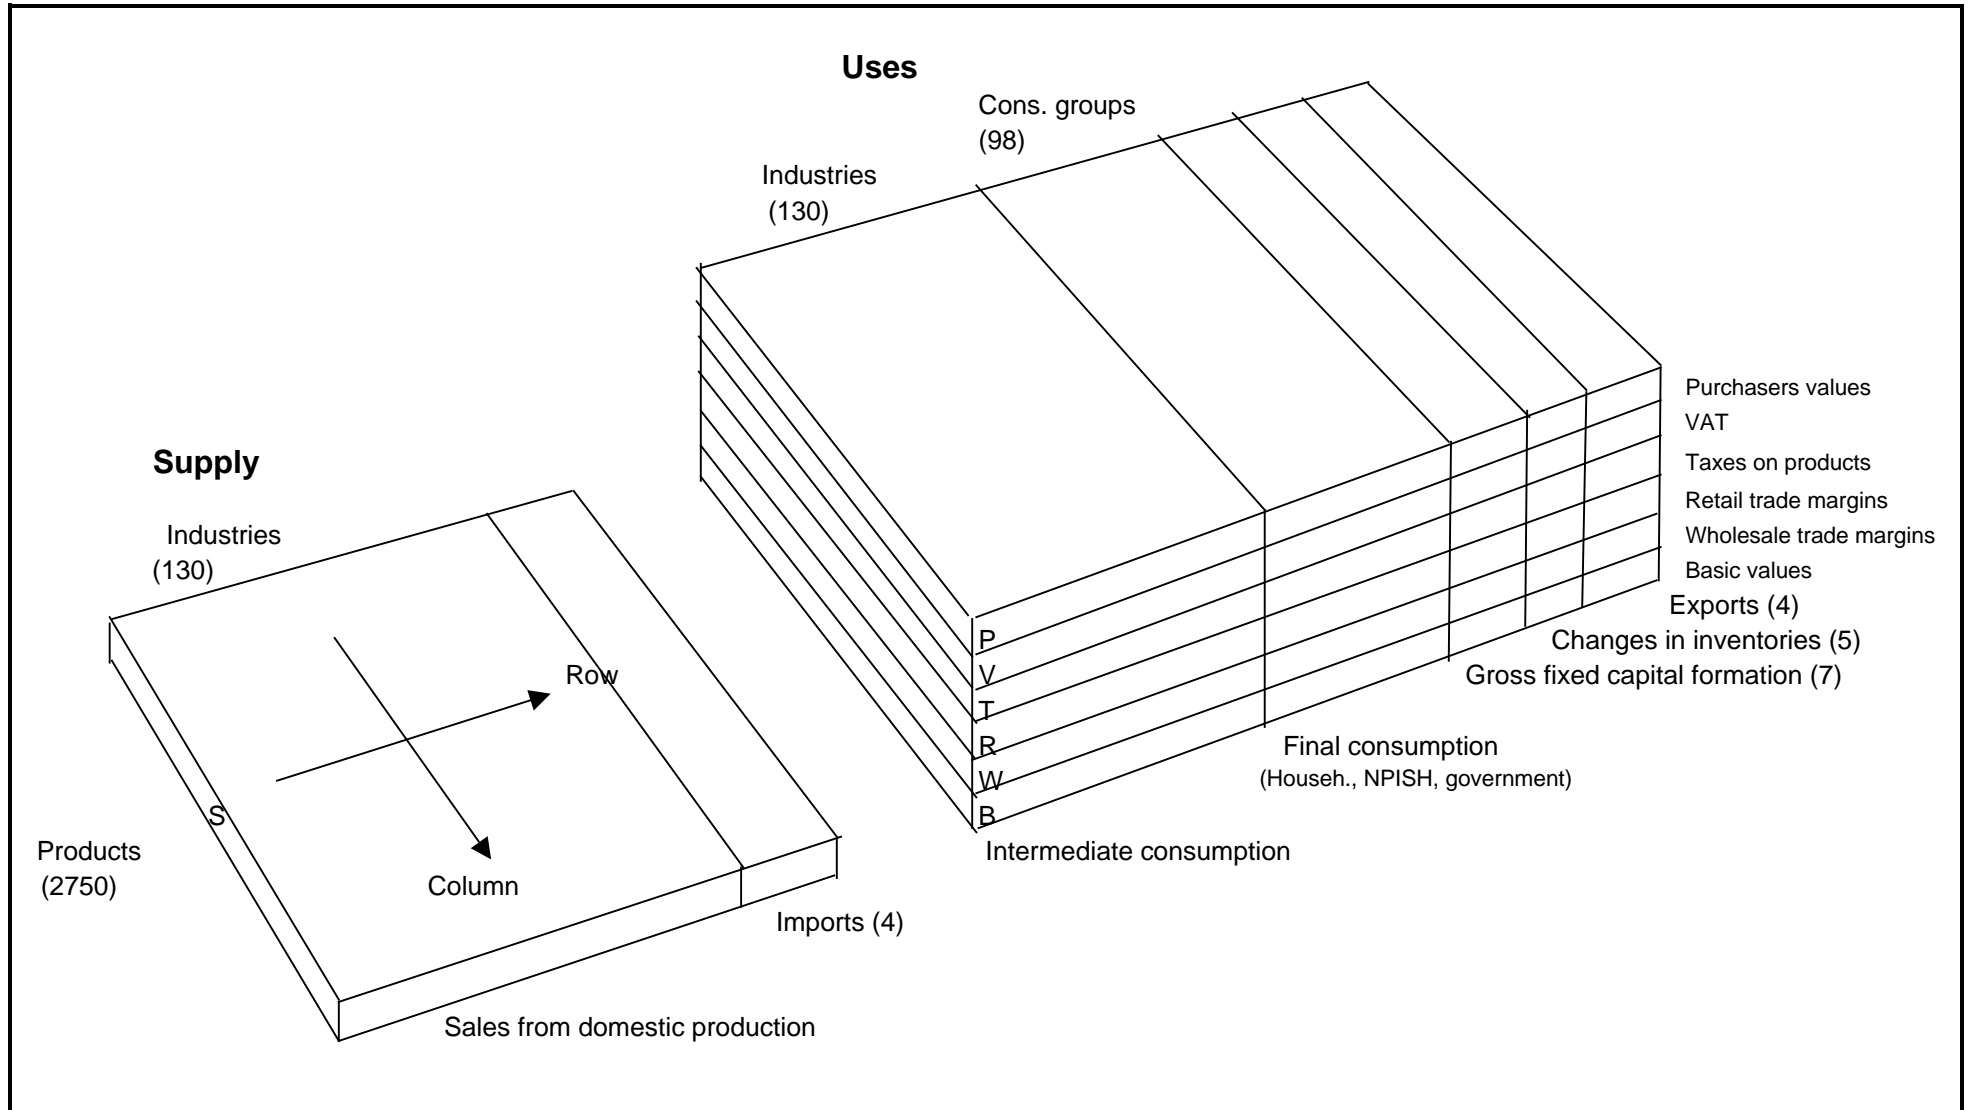 Uses
Cons. groups
(98)
Industries
(130)
Purchasers values
VAT
Taxes on products
Retail trade margins
Wholesale trade margins
Basic values
Exports (4)
Changes in inventories (5)
Gross fixed capital formation (7)
Final consumption
(Househ., NPISH, government)
P
V
T
R
W
B
Intermediate consumption
Supply
Industries
(130)
Row
S
Products
(2750)
Column
Imports (4)
Sales from domestic production